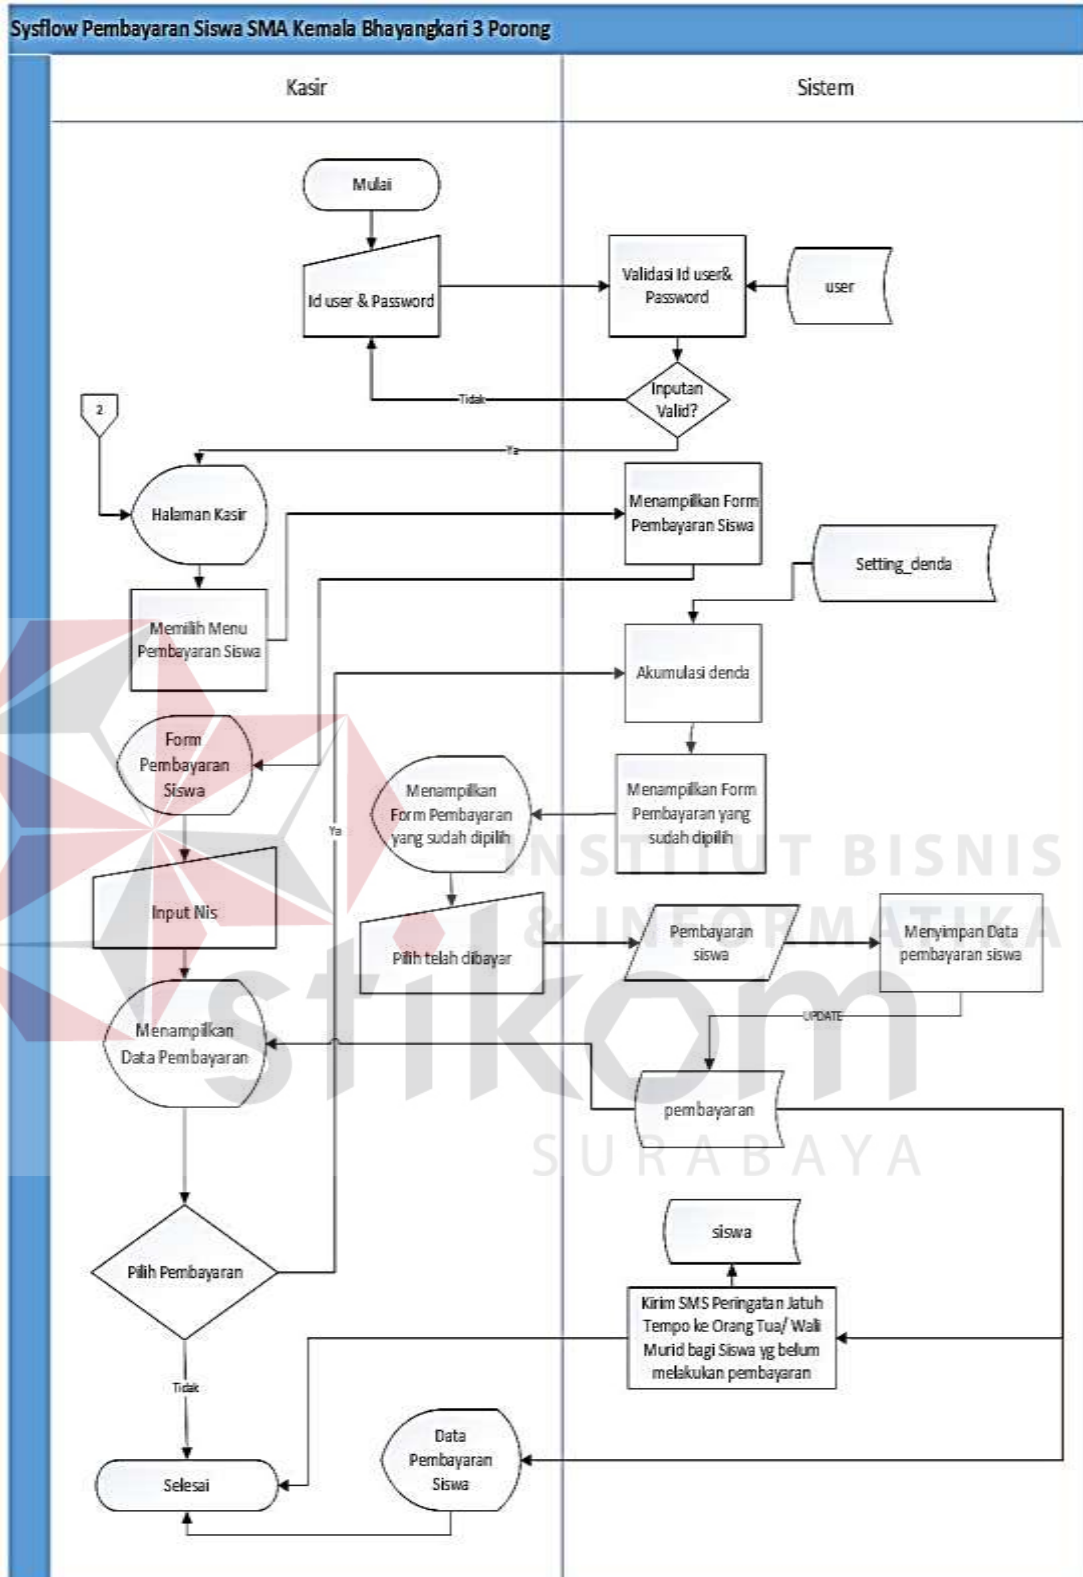 Sysflow Pembayaran Siswa SMA Kemala Bhayangkari 3 Porong
Kasir
Sistem
Mulai
Id user & Password
Validasi Id user&
Password
user
Inputan
Valid?
Tidak
Ya
2
Halaman Kasir
Menampilkan Form
Pembayaran Siswa
Setting_denda
Memilih Menu
Pembayaran Siswa
Akumulasi denda
Form
Pembayaran
Siswa
Menampilkan
Form Pembayaran
yang sudah dipilih
Menampilkan Form
Pembayaran yang
sudah dipilih
Ya
Input Nis
Pilih telah dibayar
Pembayaran
siswa
Menyimpan Data
pembayaran siswa
UPDATE
Menampilkan
Data Pembayaran
pembayaran
siswa
Pilih Pembayaran
Kirim SMS Peringatan Jatuh
Tempo ke Orang Tua/ Wali
Murid bagi Siswa yg belum
melakukan pembayaran
Tidak
Data
Pembayaran
Siswa
Selesai
INSTITUT BISNIS
& INFORMATIKA
stikom
SURABAYA